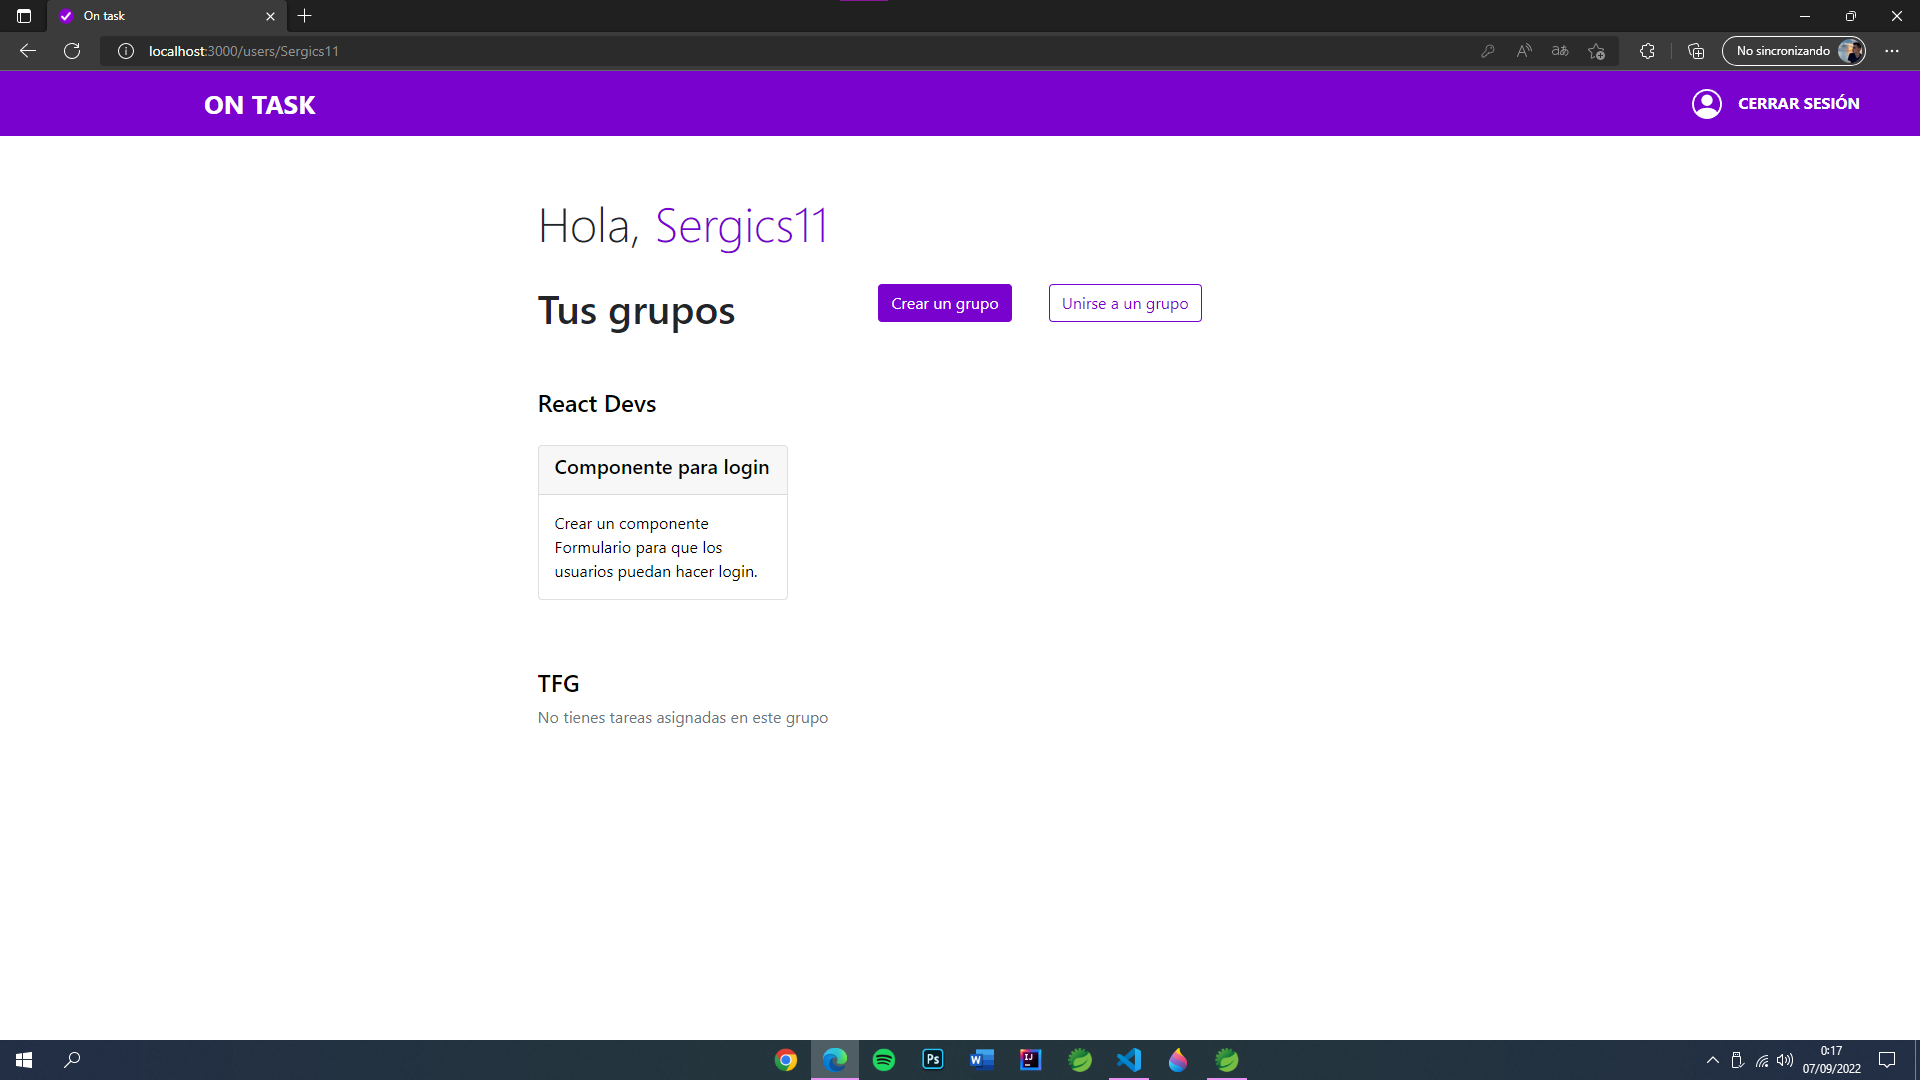 On task
localhost:3000/users/Sergics11
No sincronizando
ON TASK
CERRAR SESIÓN
Hola, Sergics11
Tus grupos
Crear un grupo
Unirse a un grupo
React Devs
Componente para login
Crear un componente
Formulario para que los
usuarios puedan hacer login.
TFG
No tienes tareas asignadas en este grupo
0:17
07/09/2022